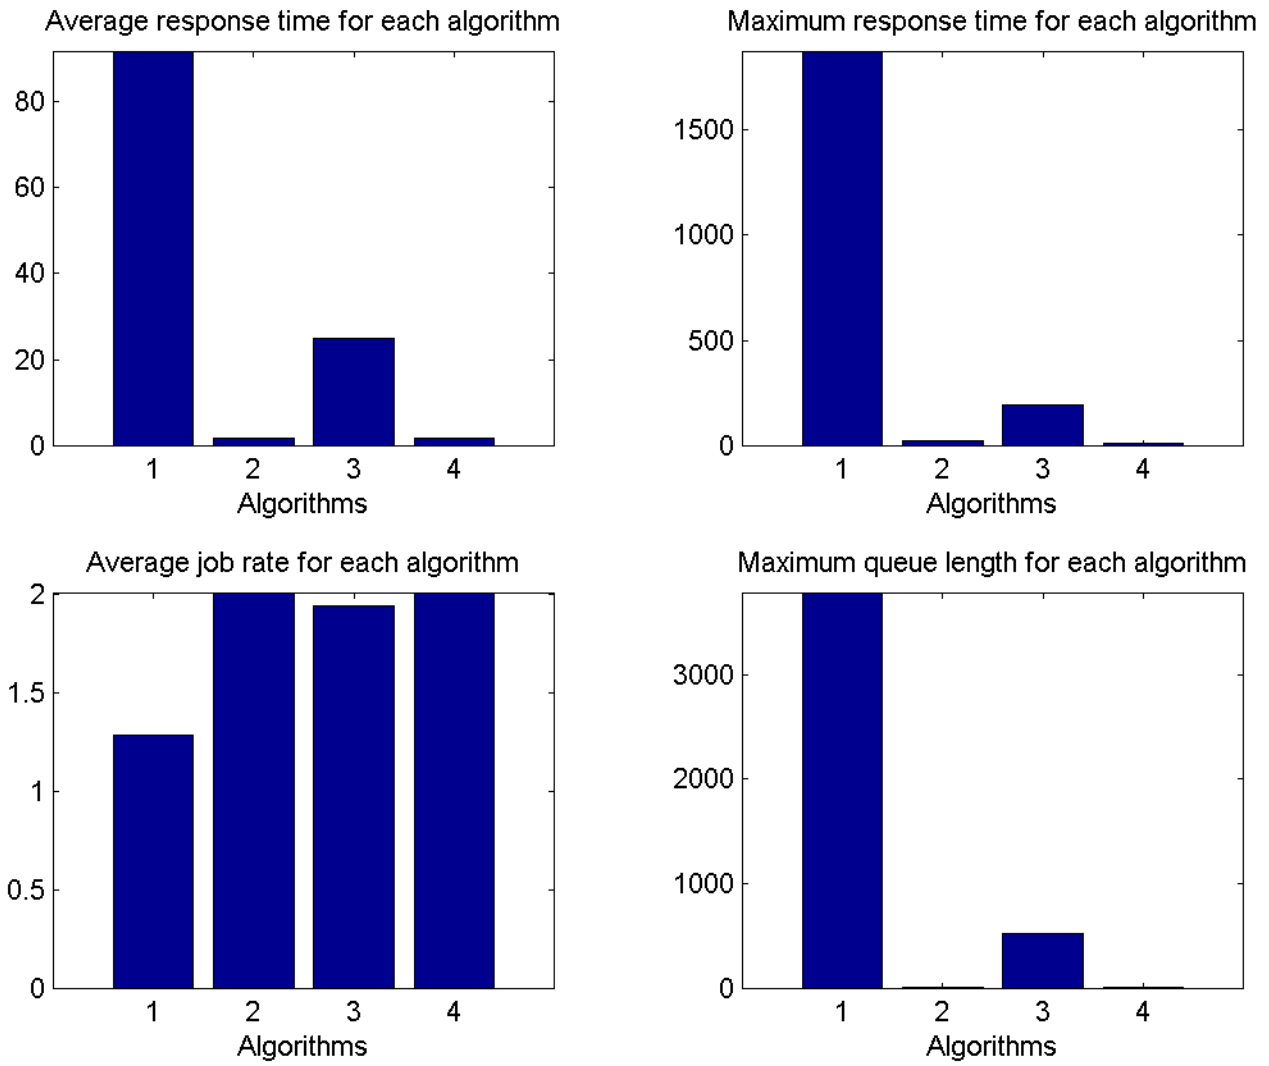 Average response time for each algorithm
80
60
40
20
0
1 2 3 4
Algorithms
Maximum response time for each algorithm
1500
1000
500
0
1 2 3 4
Algorithms
Average job rate for each algorithm
2
1.5
1
0.5
0
1 2 3 4
Algorithms
Maximum queue length for each algorithm
3000
2000
1000
0
1 2 3 4
Algorithms